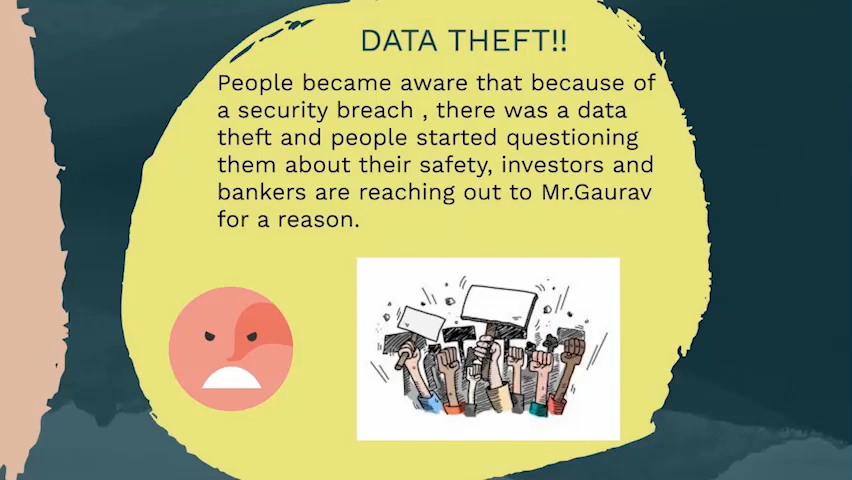 DATA THEFT!!
People became aware that because of
a security breach , there was a data
theft and people started questioning
them about their safety, investors and
bankers are reaching out to Mr.Gaurav
for a reason.